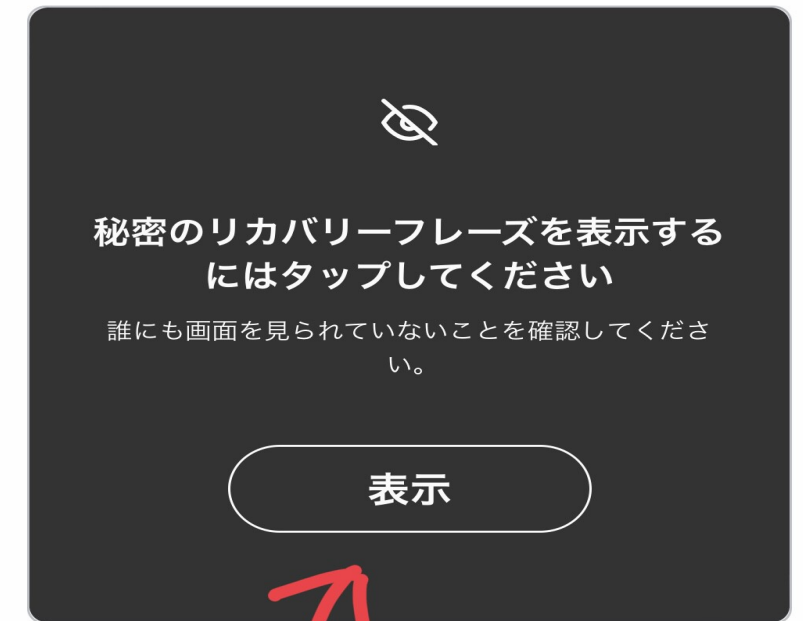 秘密のリカバリーフレーズを表示する
にはタップしてください
誰にも画面を見られていないことを確認してくださ
い。
表示